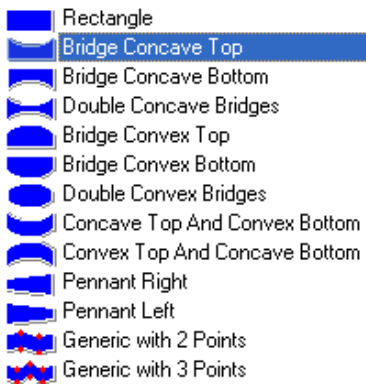 Rectangle
Bridge Concave Top
Bridge Concave Bottom
Double Concave Bridges
Bridge Convex Top
Bridge Convex Bottom
Double Convex Bridges
Concave Top And Convex Bottom
Convex Top And Concave Bottom
Pennant Right
Pennant Left
Generic with 2 Points
Generic with 3 Points